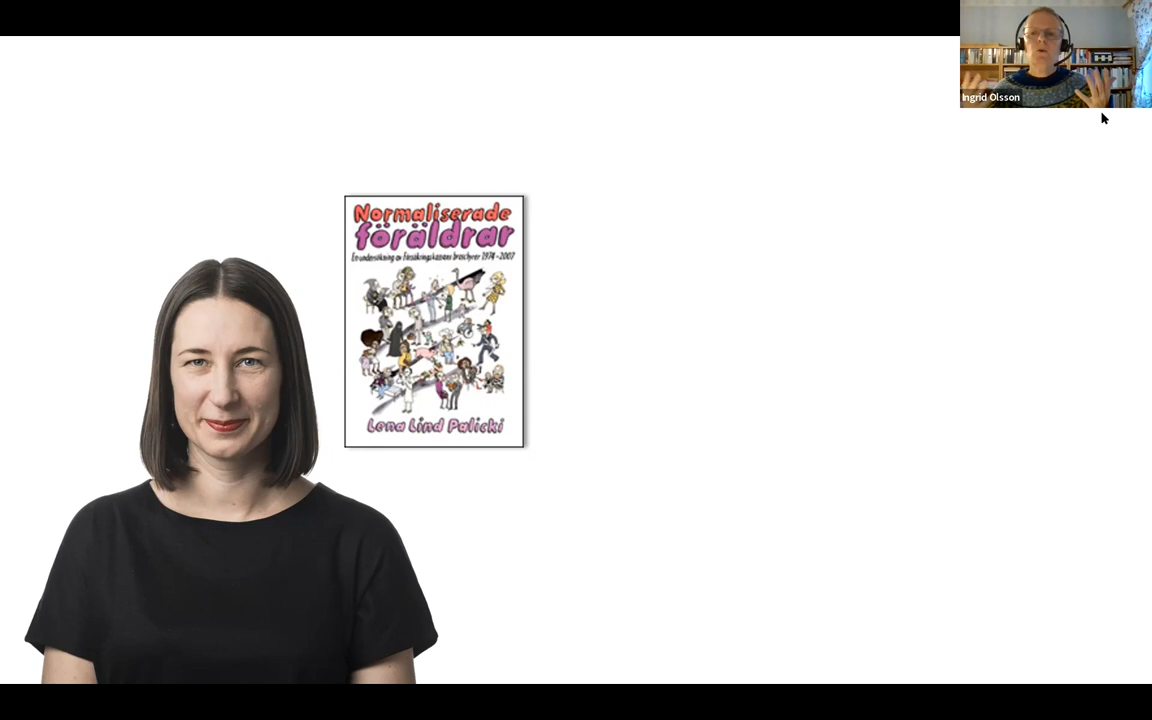 Ingrid Olsson
Normaliserade
föräldrar
En undersökning av Försäkringskassans broschyrer 1974-2007
Lena Lind Palicki